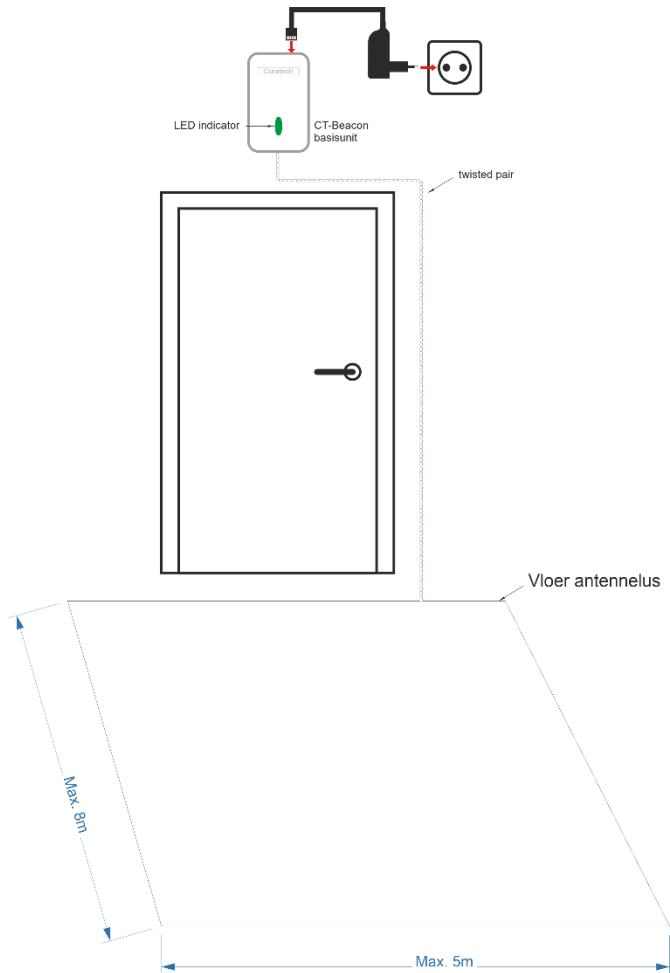 Curatech
LED indicator
CT-Beacon
basisunit
twisted pair
Vloer antennelus
Max. 8m
Max. 5m